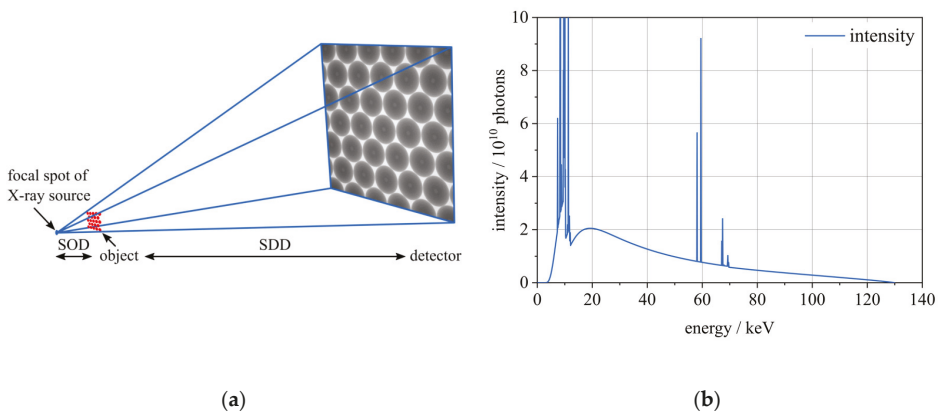 focal spot of
X-ray source
SOD
object
SDD
detector
(a)
10
8
6
4
2
0
0
20
40
60
80
100
120
140
intensity / 10¹⁰ photons
energy / keV
intensity
(b)